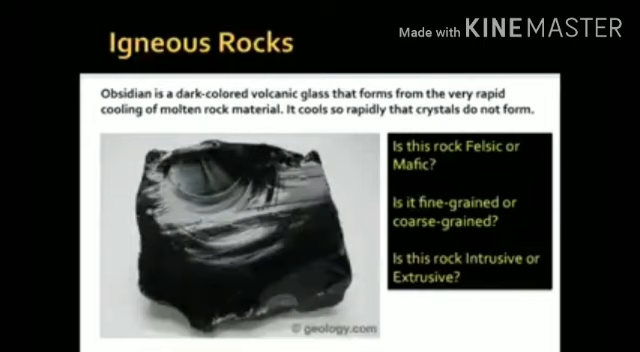 Igneous Rocks
Made with KINEMASTER
Obsidian is a dark-colored volcanic glass that forms from the very rapid
cooling of molten rock material. It cools so rapidly that crystals do not form.
Is this rock Felsic or
Mafic?
Is it fine-grained or
coarse-grained?
Is this rock Intrusive or
Extrusive?
© geology.com